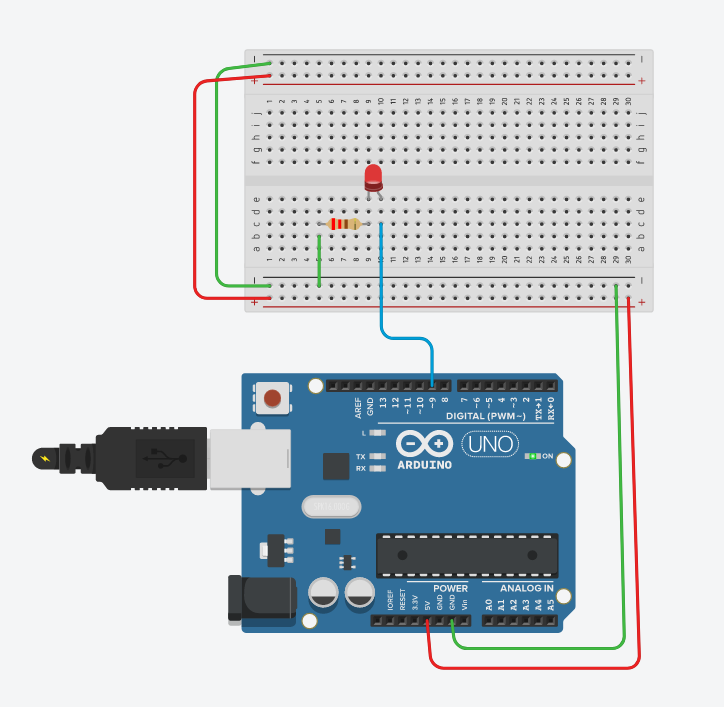 − −
+ +
1 2 3 4 5 6 7 8 9 10 11 12 13 14 15 16 17 18 19 20 21 22 23 24 25 26 27 28 29 30
j j
i i
h h
g g
f f
e e
d d
c c
b b
a a
1 2 3 4 5 6 7 8 9 10 11 12 13 14 15 16 17 18 19 20 21 22 23 24 25 26 27 28 29 30
− −
+ +
AREF GND 13 12 ~11 ~10 ~9 8 7 ~6 ~5 4 ~3 2 TX→1 RX←0
DIGITAL (PWM~)
L
TX
RX
ARDUINO
UNO
ON
POWER ANALOG IN
IOREF RESET 3.3V 5V GND GND Vin A0 A1 A2 A3 A4 A5